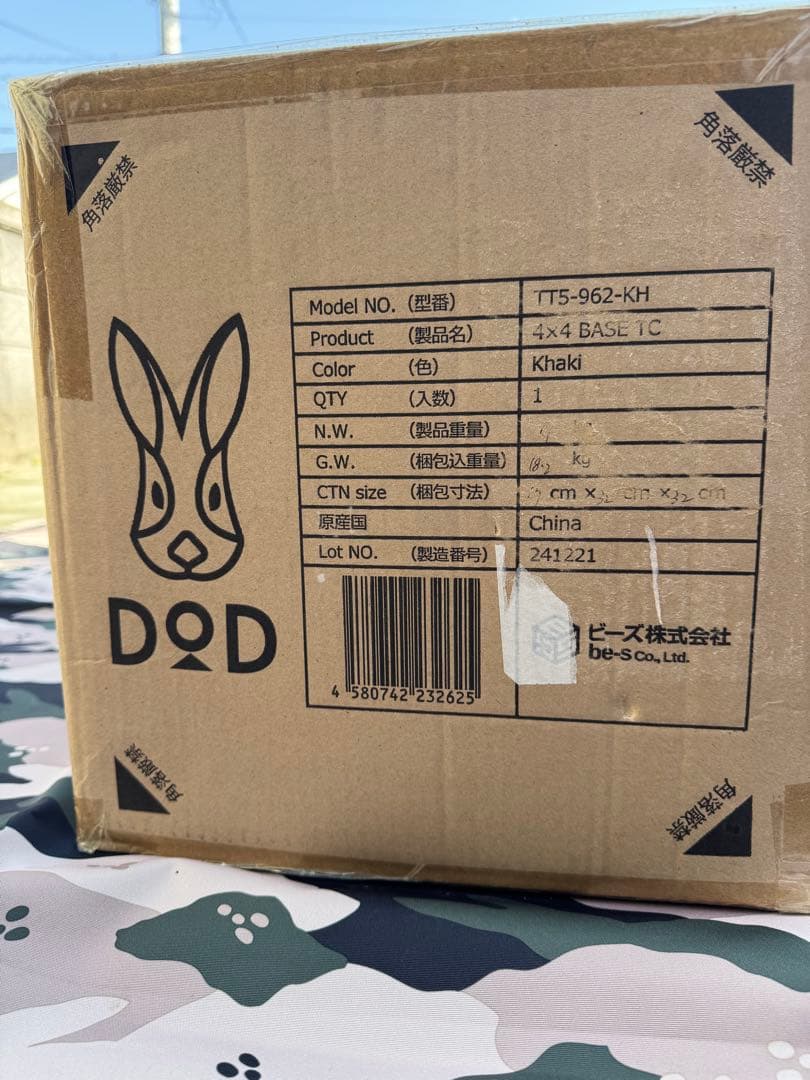 角落厳禁
角落厳禁
Model NO. (型番) TT5-962-KH
Product (製品名) 4×4 BASE TC
Color (色) Khaki
QTY (入数) 1
N.W. (製品重量)
G.W. (梱包込重量) kg
CTN size (梱包寸法) cm × cm ×32 cm
原産国 China
Lot NO. (製造番号) 241221
DOD
4 580742 232625
ビーズ株式会社
be-s Co., Ltd.
角落厳禁
角落厳禁